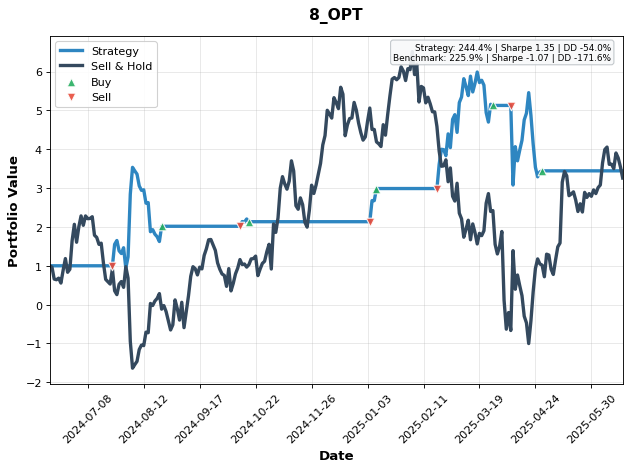 8_OPT
Strategy: 244.4% | Sharpe 1.35 | DD -54.0%
Benchmark: 225.9% | Sharpe -1.07 | DD -171.6%
Strategy
Sell & Hold
Buy
Sell
Portfolio Value
6
5
4
3
2
1
0
−1
−2
2024-07-08
2024-08-12
2024-09-17
2024-10-22
2024-11-26
2025-01-03
2025-02-11
2025-03-19
2025-04-24
2025-05-30
Date